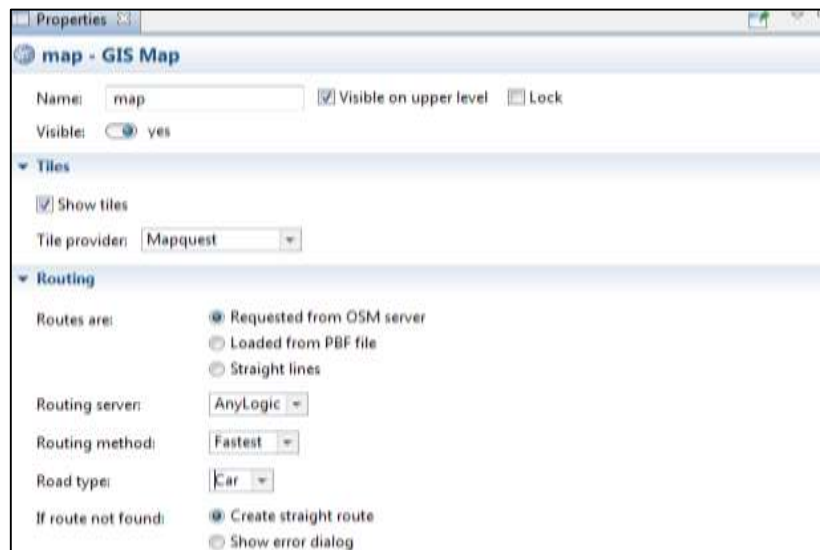 Properties
map - GIS Map
Name: map Visible on upper level Lock
Visible: yes
Tiles
Show tiles
Tile provider: Mapquest
Routing
Routes are: Requested from OSM server
Loaded from PBF file
Straight lines
Routing server: AnyLogic
Routing method: Fastest
Road type: Car
If route not found: Create straight route
Show error dialog